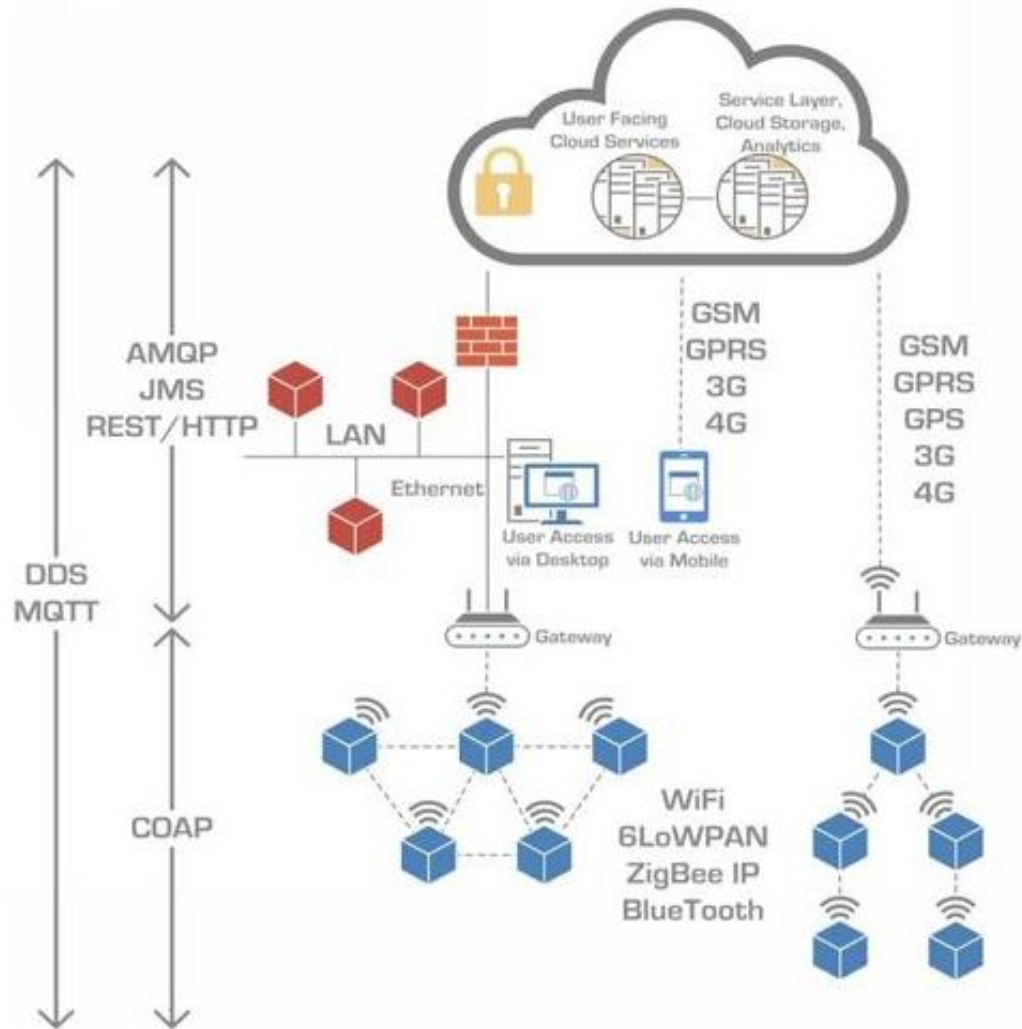 User Facing
Cloud Services
Service Layer,
Cloud Storage,
Analytics
AMQP
JMS
REST/HTTP
LAN
Ethernet
User Access
via Desktop
User Access
via Mobile
GSM
GPRS
3G
4G
GSM
GPRS
GPS
3G
4G
DDS
MQTT
Gateway
Gateway
COAP
WiFi
6LoWPAN
ZigBee IP
BlueTooth